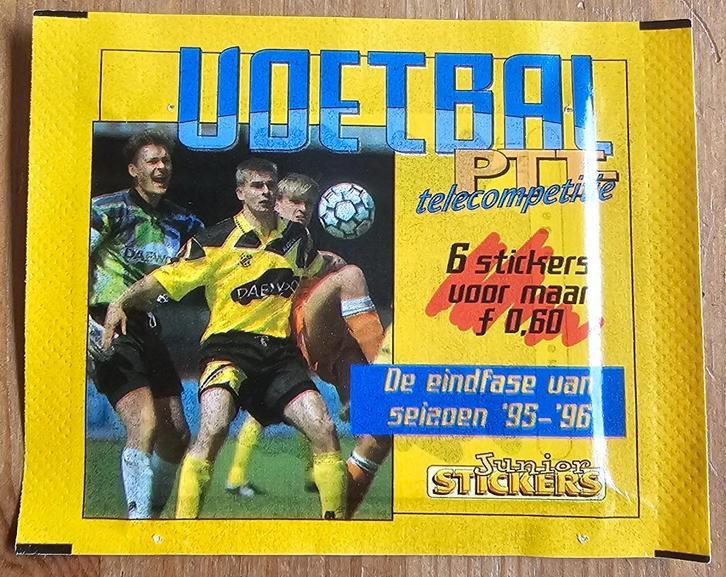 VOETBAL
PTT
telecompetitie
6 stickers
voor maar
f 0,60
DAEWOO
DAEWOO
De eindfase van
seizoen '95-'96
Junior
STICKERS